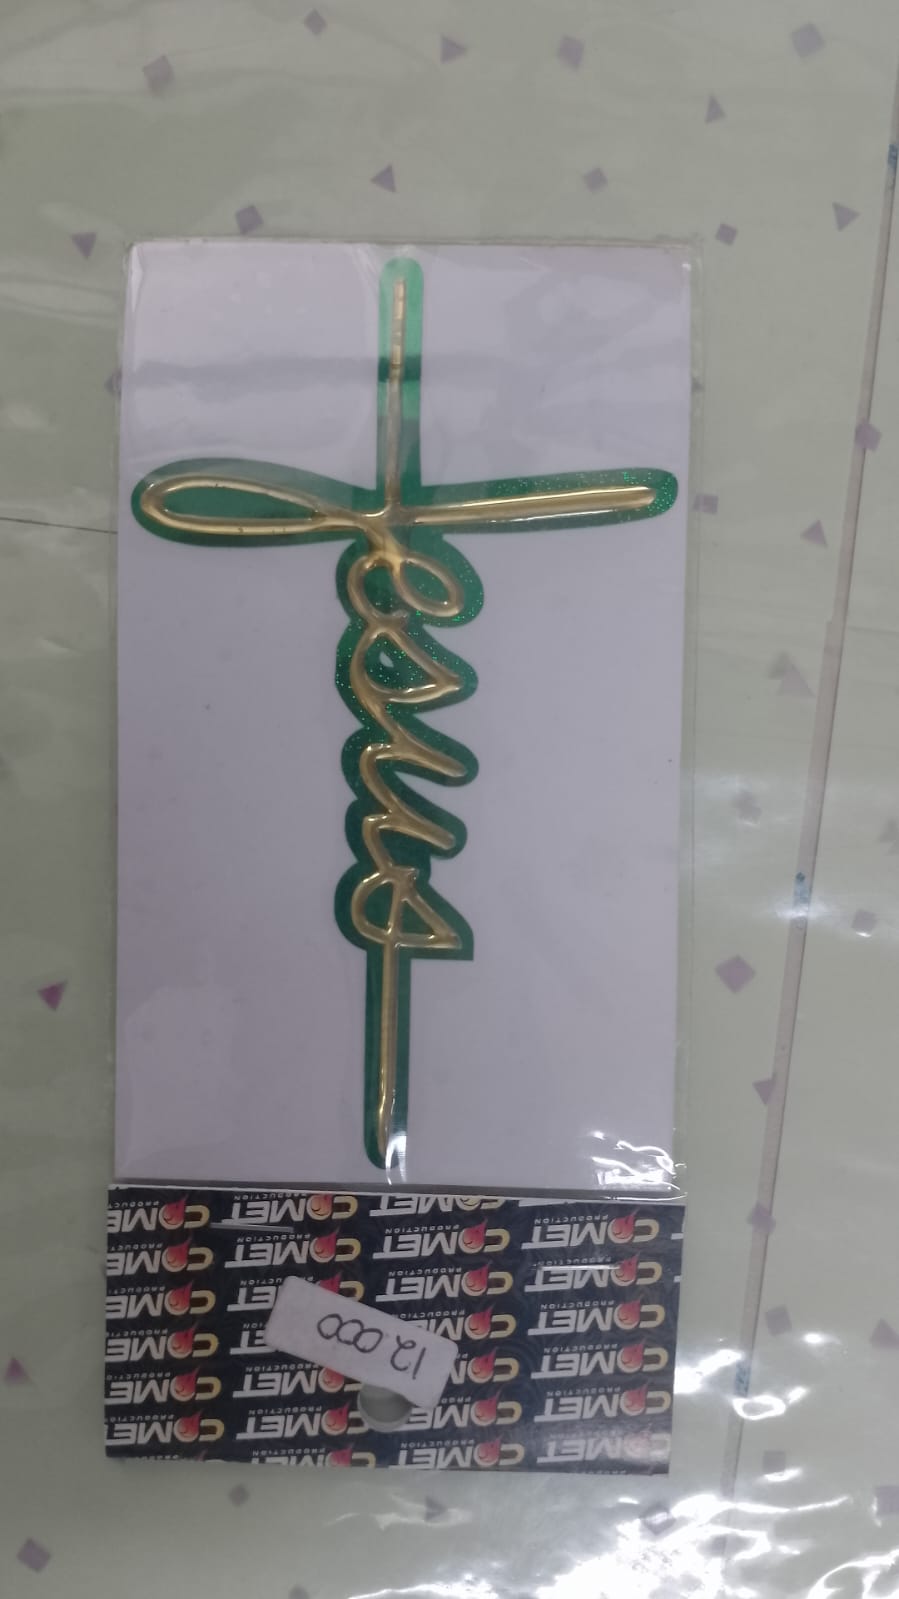 Jesus
12.000
COMET
PRODUCTION